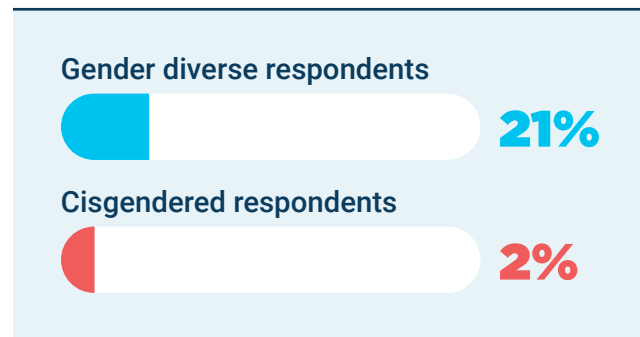 Gender diverse respondents
21%
Cisgendered respondents
2%